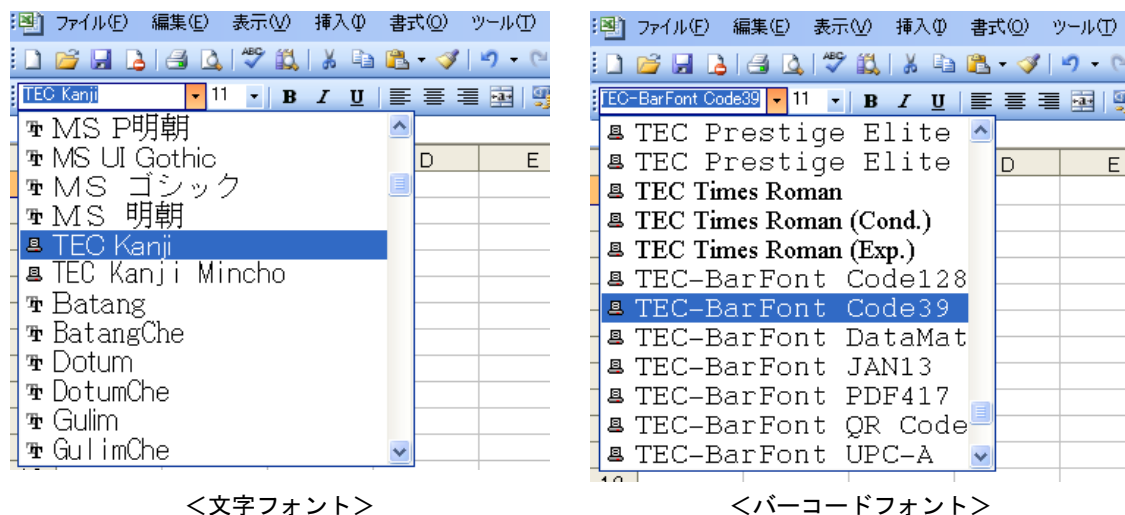 ファイル(F) 編集(E) 表示(V) 挿入(I) 書式(O) ツール(T)
TEC Kanji 11 B I U
MS P明朝
MS UI Gothic
MS ゴシック
MS 明朝
TEC Kanji
TEC Kanji Mincho
Batang
BatangChe
Dotum
DotumChe
Gulim
GulimChe
D E
<文字フォント>
ファイル(F) 編集(E) 表示(V) 挿入(I) 書式(O) ツール(T)
TEC-BarFont Code39 11 B I U
TEC Prestige Elite
TEC Prestige Elite
TEC Times Roman
TEC Times Roman (Cond.)
TEC Times Roman (Exp.)
TEC-BarFont Code128
TEC-BarFont Code39
TEC-BarFont DataMat
TEC-BarFont JAN13
TEC-BarFont PDF417
TEC-BarFont QR Code
TEC-BarFont UPC-A
D E
<バーコードフォント>